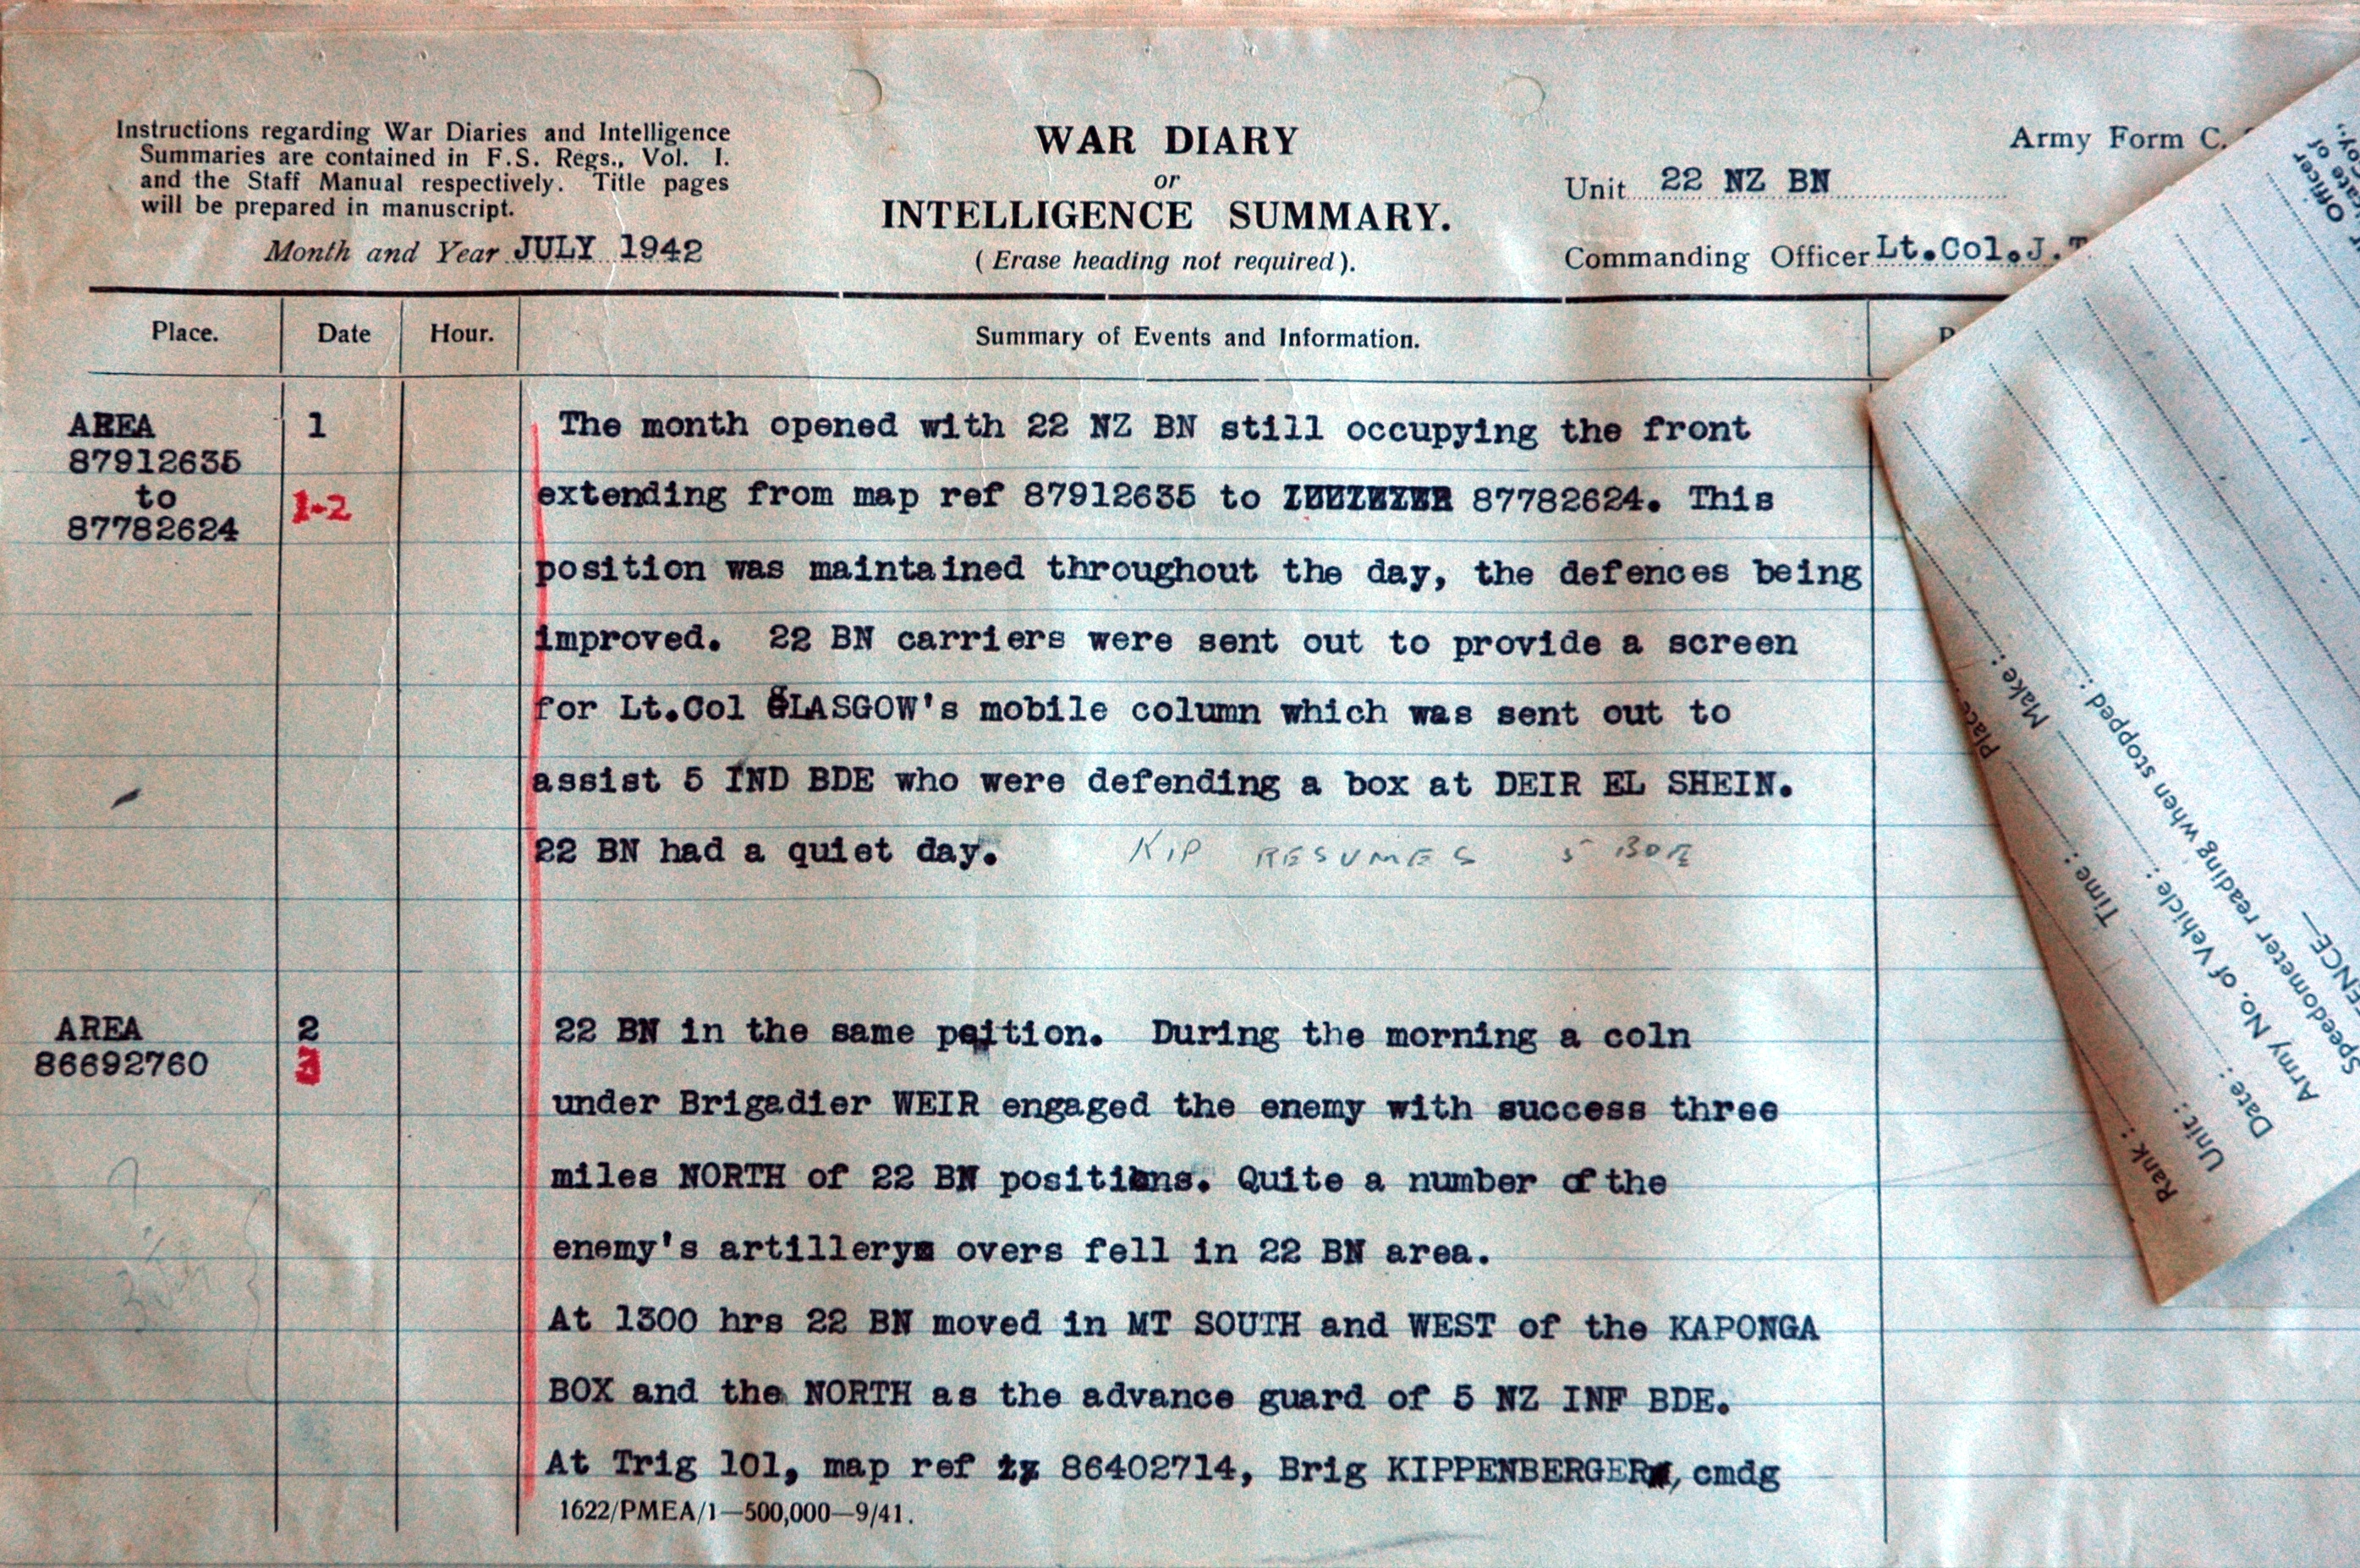 Instructions regarding War Diaries and Intelligence
Summaries are contained in F.S. Regs., Vol. I.
and the Staff Manual respectively. Title pages
will be prepared in manuscript.
Month and Year JULY 1942
WAR DIARY
or
INTELLIGENCE SUMMARY.
(Erase heading not required).
Army Form C.
Unit 22 NZ BN
Commanding Officer Lt.Col.J.T
Place. Date Hour. Summary of Events and Information.
AREA
87912635
to
87782624
1
1-2
The month opened with 22 NZ BN still occupying the front
extending from map ref 87912635 to 87782624. This
position was maintained throughout the day, the defences being
improved. 22 BN carriers were sent out to provide a screen
for Lt.Col GLASGOW's mobile column which was sent out to
assist 5 IND BDE who were defending a box at DEIR EL SHEIN.
22 BN had a quiet day. KIP RESUMES 5 BDE
AREA
86692760
2
3
22 BN in the same position. During the morning a coln
under Brigadier WEIR engaged the enemy with success three
miles NORTH of 22 BN positions. Quite a number of the
enemy's artillery overs fell in 22 BN area.
At 1300 hrs 22 BN moved in MT SOUTH and WEST of the KAPONGA
BOX and the NORTH as the advance guard of 5 NZ INF BDE.
At Trig 101, map ref 86402714, Brig KIPPENBERGER, cmdg
1622/PMEA/1—500,000—9/41.
Officer
Place
Make :
Speedometer reading when stopped :
Time :
Army No. of Vehicle :
Date :
Unit :
Rank :